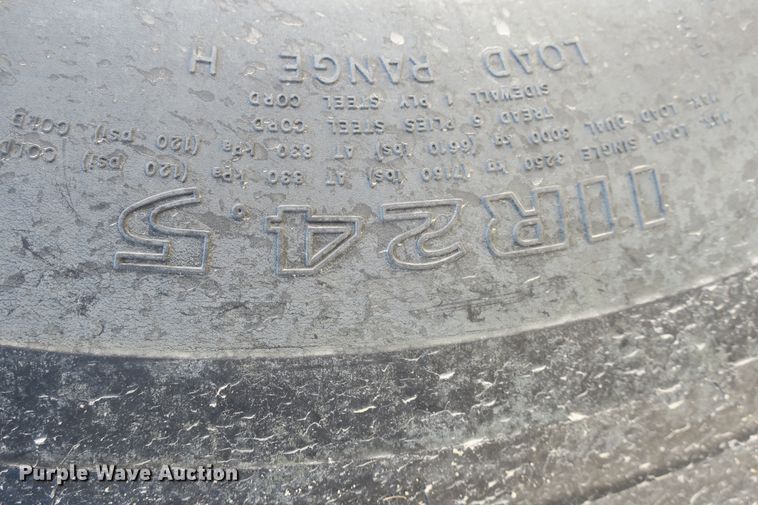 11R24.5
MAX. LOAD SINGLE 3250 kg (7160 lbs) AT 830 kPa (120 psi) COLD
MAX. LOAD DUAL 3000 kg (6610 lbs) AT 830 kPa (120 psi) COLD
TREAD 5 PLIES STEEL CORD
SIDEWALL 1 PLY STEEL CORD
LOAD RANGE H
Purple Wave Auction